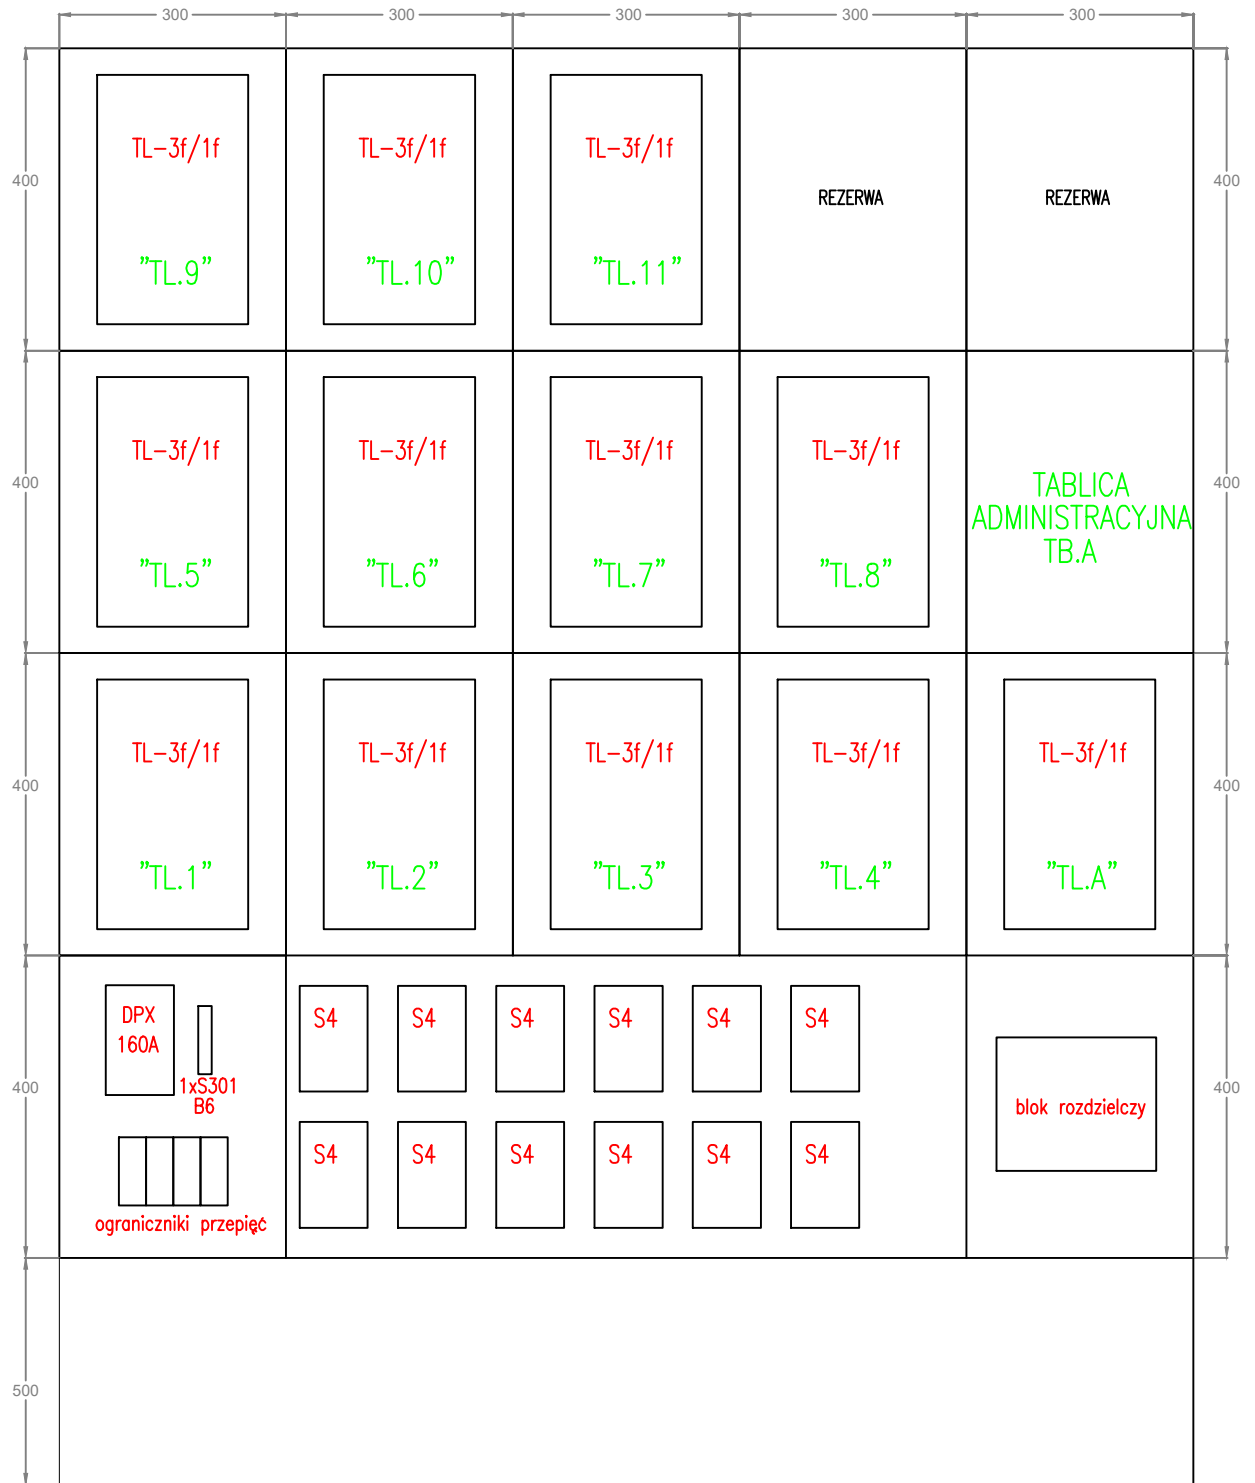 300 300 300 300 300
TL-3f/1f TL-3f/1f TL-3f/1f
400 400
REZERWA REZERWA
"TL.9" "TL.10" "TL.11"
TL-3f/1f TL-3f/1f TL-3f/1f TL-3f/1f
400 400
TABLICA
ADMINISTRACYJNA
TB.A
"TL.5" "TL.6" "TL.7" "TL.8"
TL-3f/1f TL-3f/1f TL-3f/1f TL-3f/1f TL-3f/1f
400 400
"TL.1" "TL.2" "TL.3" "TL.4" "TL.A"
DPX
160A
S4 S4 S4 S4 S4 S4
400 400
1xS301
B6
blok rozdzielczy
S4 S4 S4 S4 S4 S4
ograniczniki przepięć
500